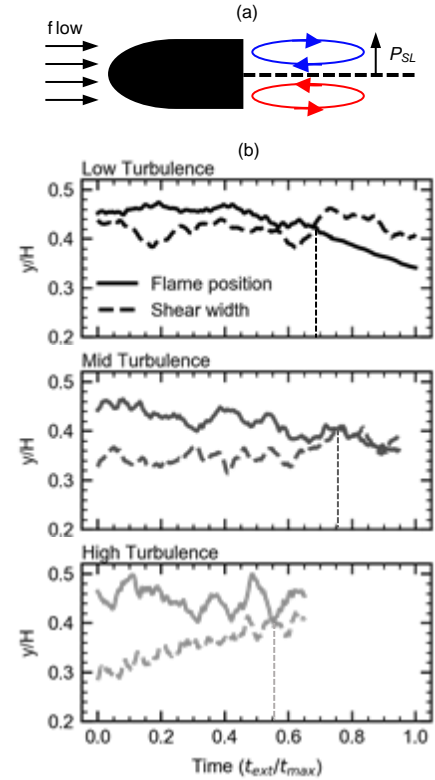 (a)
flow
P_SL
(b)
Low Turbulence
0.5
0.4
0.3
0.2
y/H
Flame position
Shear width
Mid Turbulence
0.5
0.4
0.3
0.2
y/H
High Turbulence
0.5
0.4
0.3
0.2
y/H
0.0 0.2 0.4 0.6 0.8 1.0
Time (t_ext/t_max)